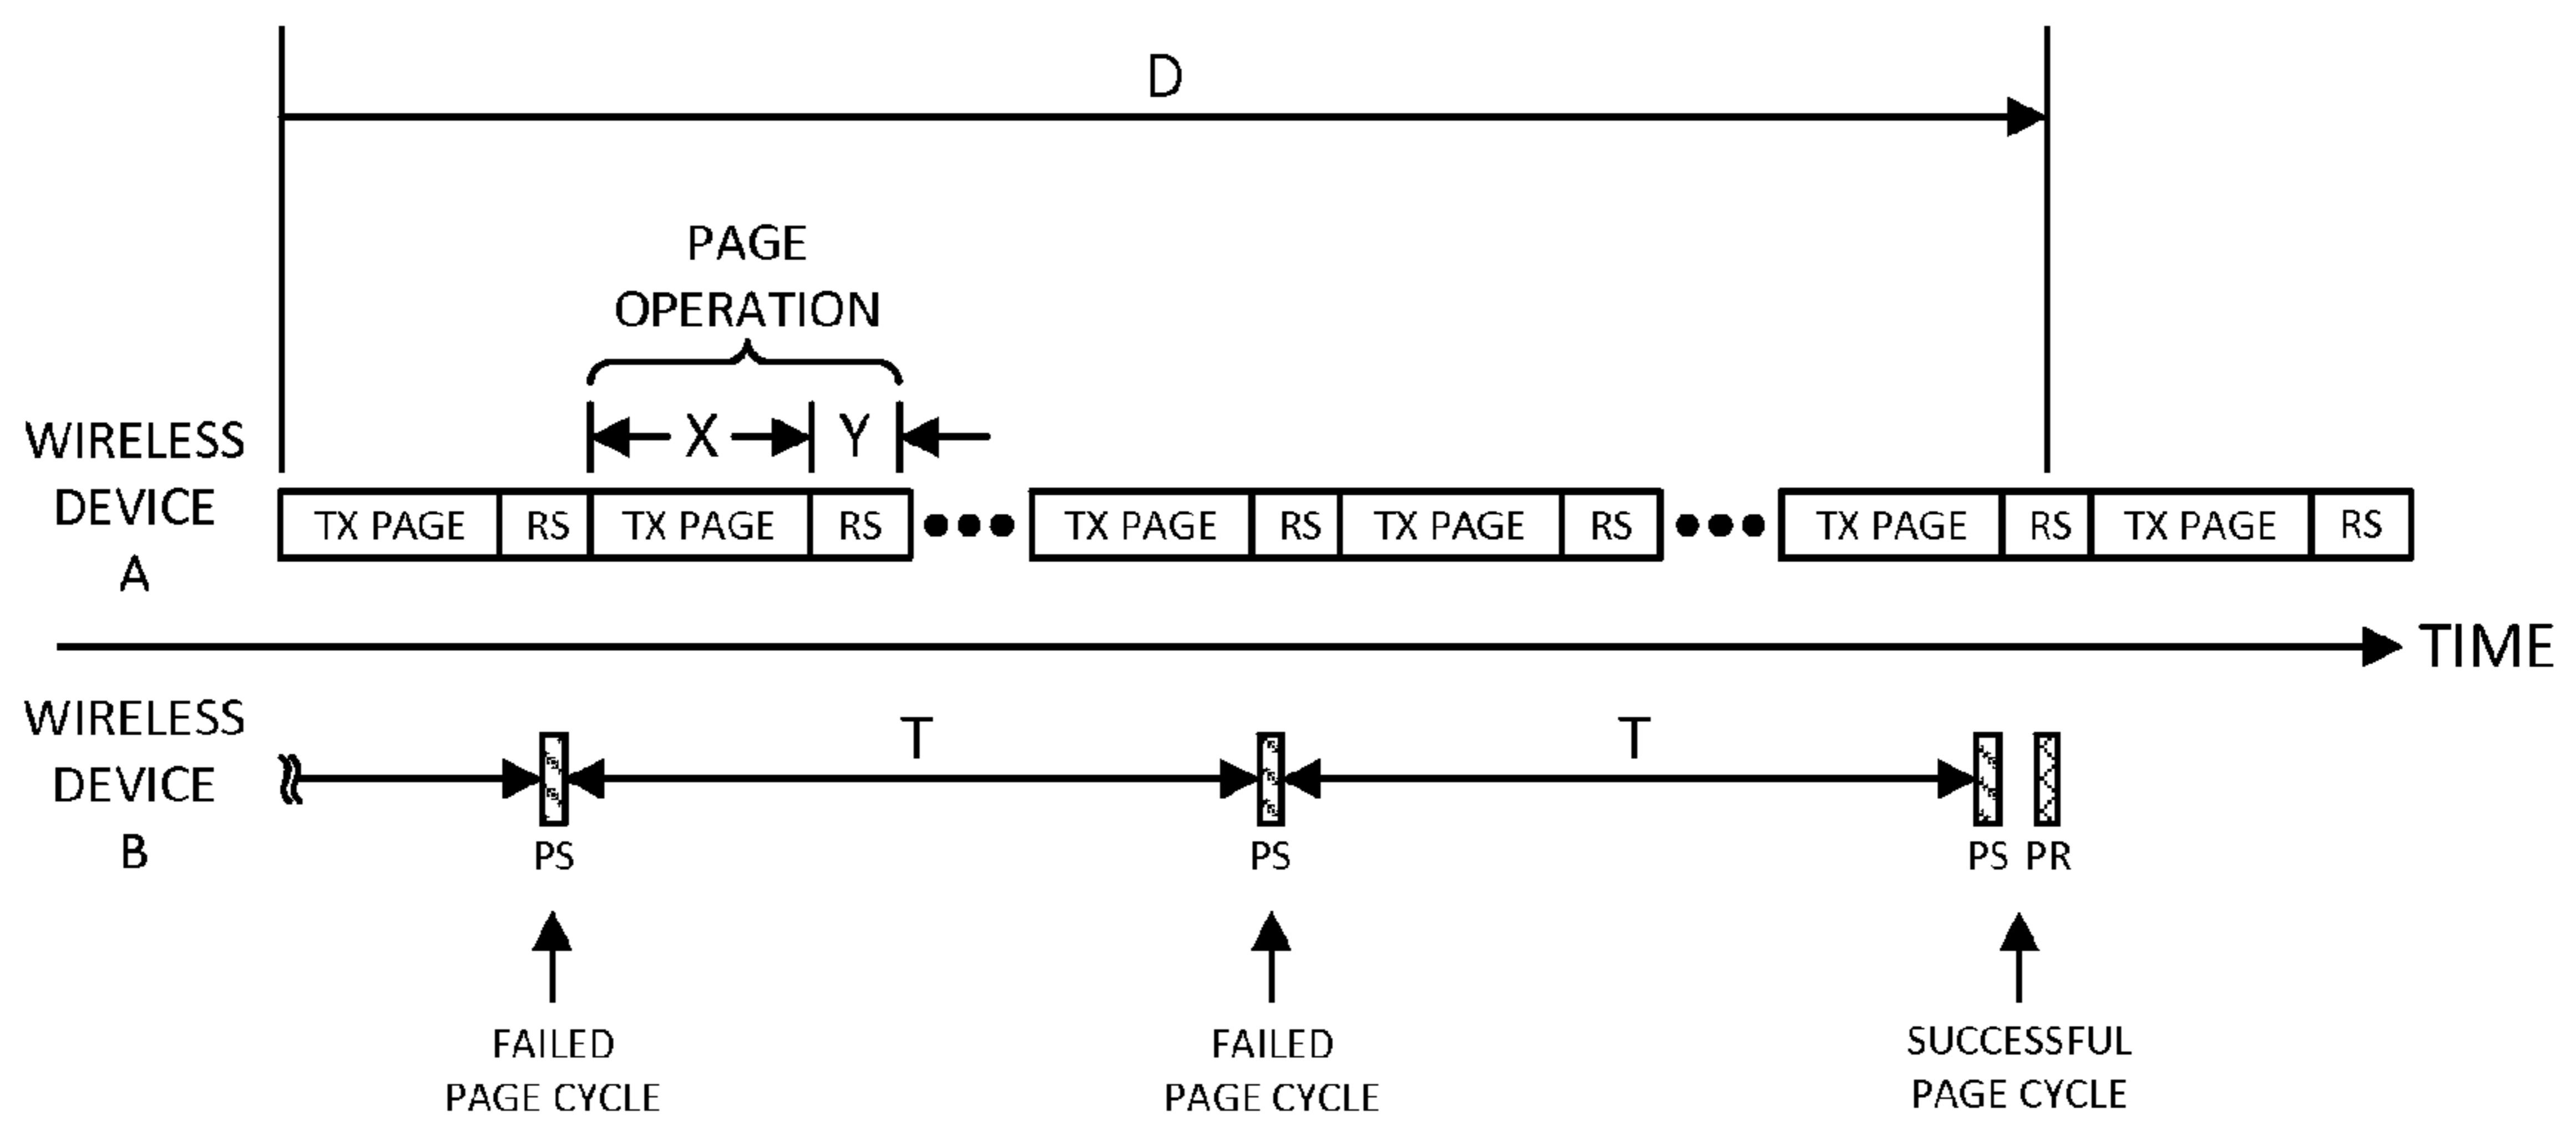 D
PAGE
OPERATION
X Y
WIRELESS
DEVICE
A
TX PAGE RS TX PAGE RS TX PAGE RS TX PAGE RS TX PAGE RS TX PAGE RS
TIME
WIRELESS
DEVICE
B
T T
PS PS PS PR
FAILED
PAGE CYCLE
FAILED
PAGE CYCLE
SUCCESSFUL
PAGE CYCLE